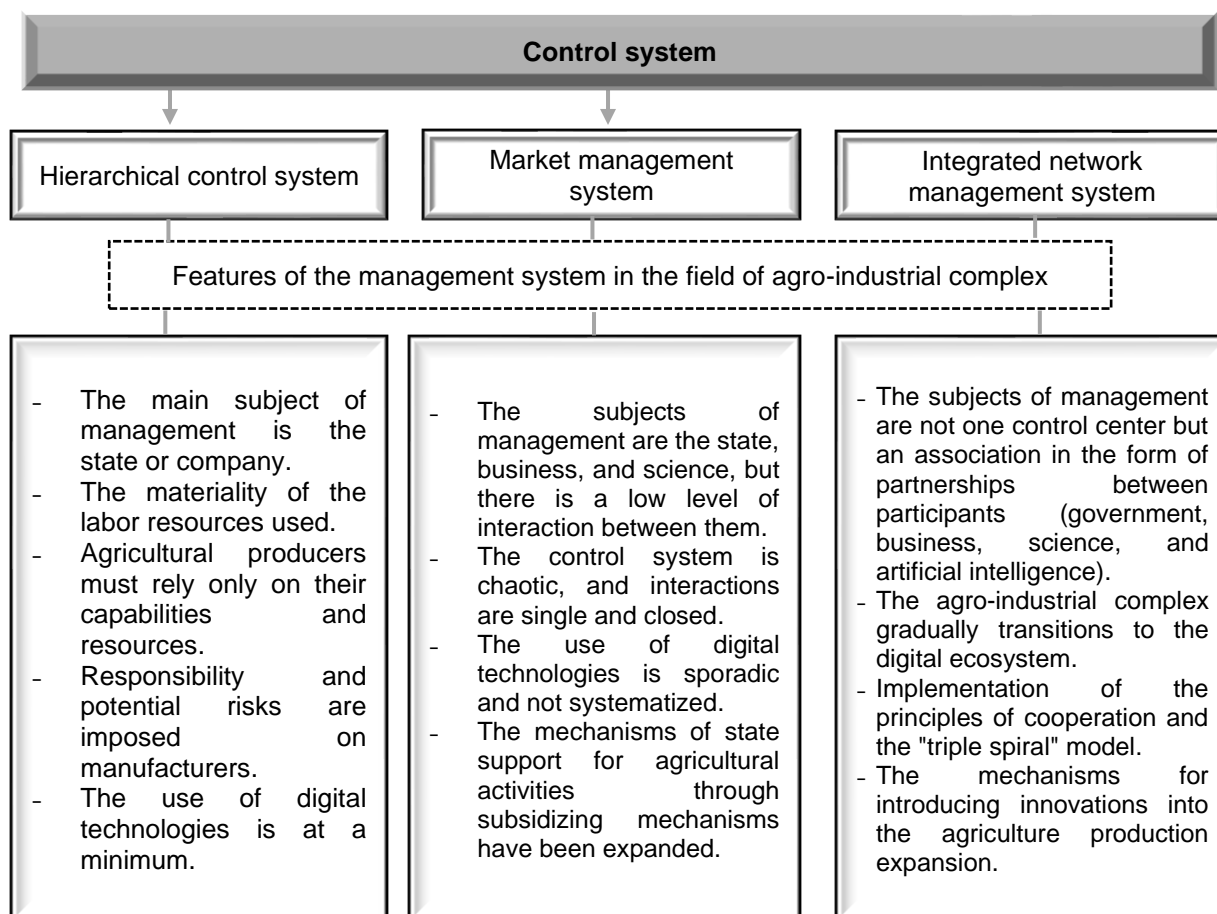 Control system
Hierarchical control system
Market management
system
Integrated network
management system
Features of the management system in the field of agro-industrial complex
- The main subject of
management is the
state or company.
- The materiality of the
labor resources used.
- Agricultural producers
must rely only on their
capabilities and
resources.
- Responsibility and
potential risks are
imposed on
manufacturers.
- The use of digital
technologies is at a
minimum.
- The subjects of
management are the state,
business, and science, but
there is a low level of
interaction between them.
- The control system is
chaotic, and interactions
are single and closed.
- The use of digital
technologies is sporadic
and not systematized.
- The mechanisms of state
support for agricultural
activities through
subsidizing mechanisms
have been expanded.
- The subjects of management
are not one control center but
an association in the form of
partnerships between
participants (government,
business, science, and
artificial intelligence).
- The agro-industrial complex
gradually transitions to the
digital ecosystem.
- Implementation of the
principles of cooperation and
the "triple spiral" model.
- The mechanisms for
introducing innovations into
the agriculture production
expansion.